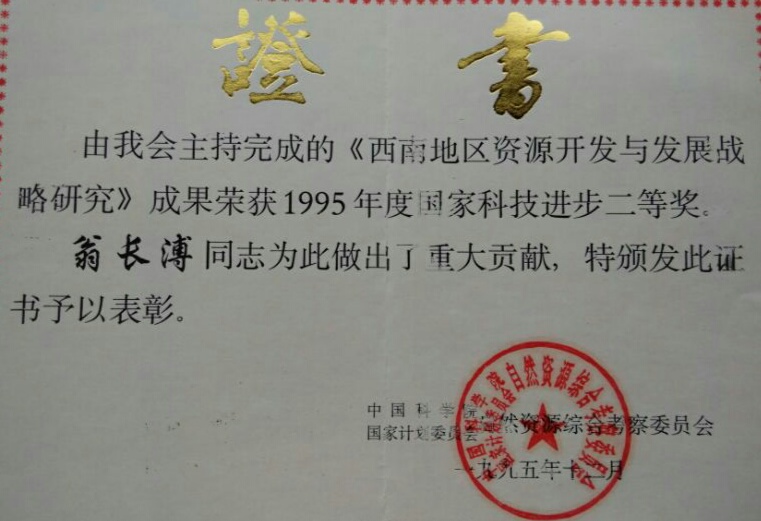 證書
由我会主持完成的《西南地区资源开发与发展战
略研究》成果荣获1995年度国家科技进步二等奖。
翁长溥同志为此做出了重大贡献，特颁发此证
书予以表彰。
中国科学院
国家计划委员会
自然资源综合考察委员会
一九九五年十二月